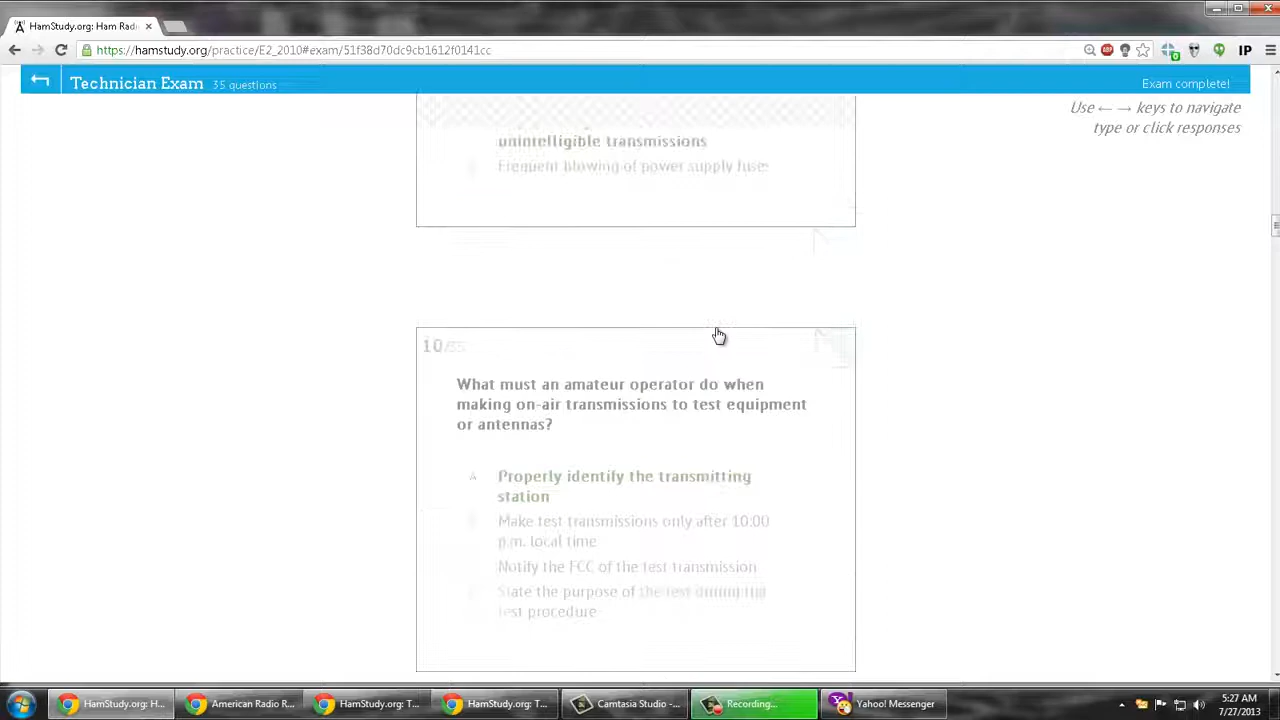 HamStudy.org: Ham Rad
https://hamstudy.org/practice/E2_2010#exam/51f38d70dc9cb1612f0141cc
IP
Technician Exam 35 questions
Exam complete!
Use ← → keys to navigate
type or click responses
unintelligible transmissions
Frequent blowing of power supply fuses
10/35
What must an amateur operator do when
making on-air transmissions to test equipment
or antennas?
A Properly identify the transmitting
station
Make test transmissions only after 10:00
p.m. local time
Notify the FCC of the test transmission
State the purpose of the test during the
test procedure
HamStudy.org: H...
American Radio R...
HamStudy.org: T...
HamStudy.org: T...
Camtasia Studio -...
Recording...
Yahoo! Messenger
5:27 AM
7/27/2013